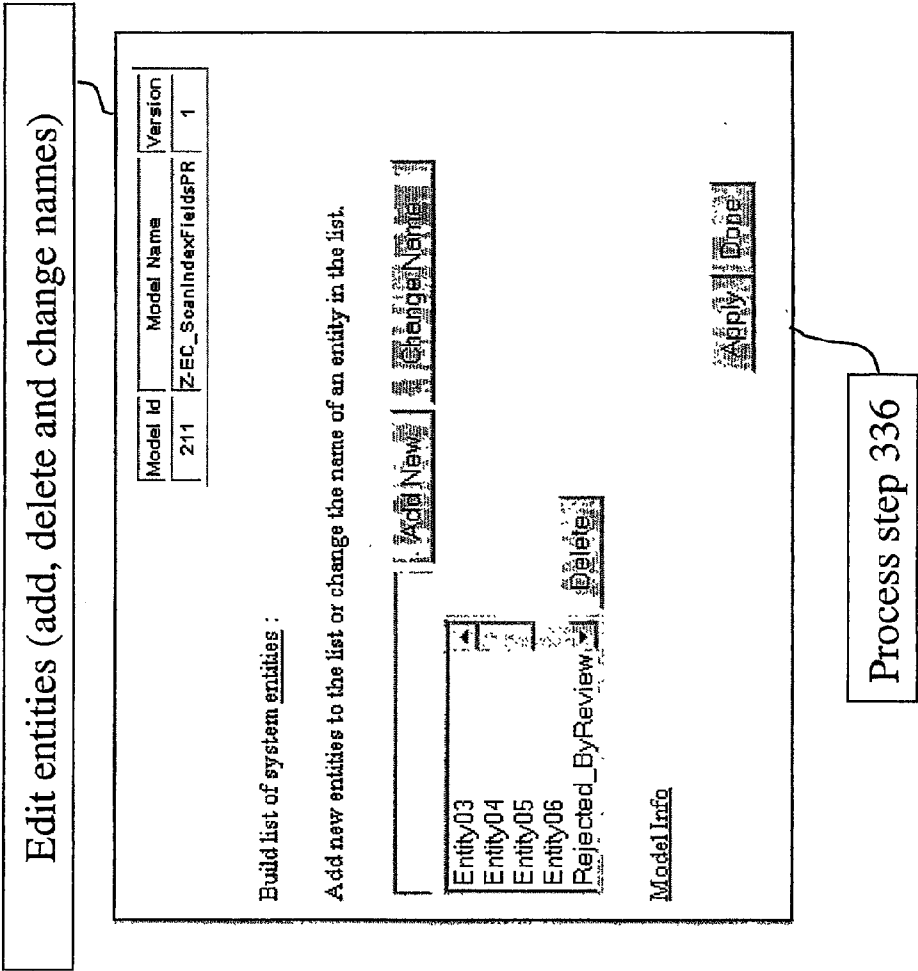 Edit entities (add, delete and change names)
Model Id Model Name Version
211 Z-EC_ScanIndexFieldsPR 1
Build list of system entities :
Add new entities to the list or change the name of an entity in the list.
Add New Change Name
Entity03
Entity04
Entity05
Entity06
Rejected_ByReview
Delete
Model Info
Apply Done
Process step 336